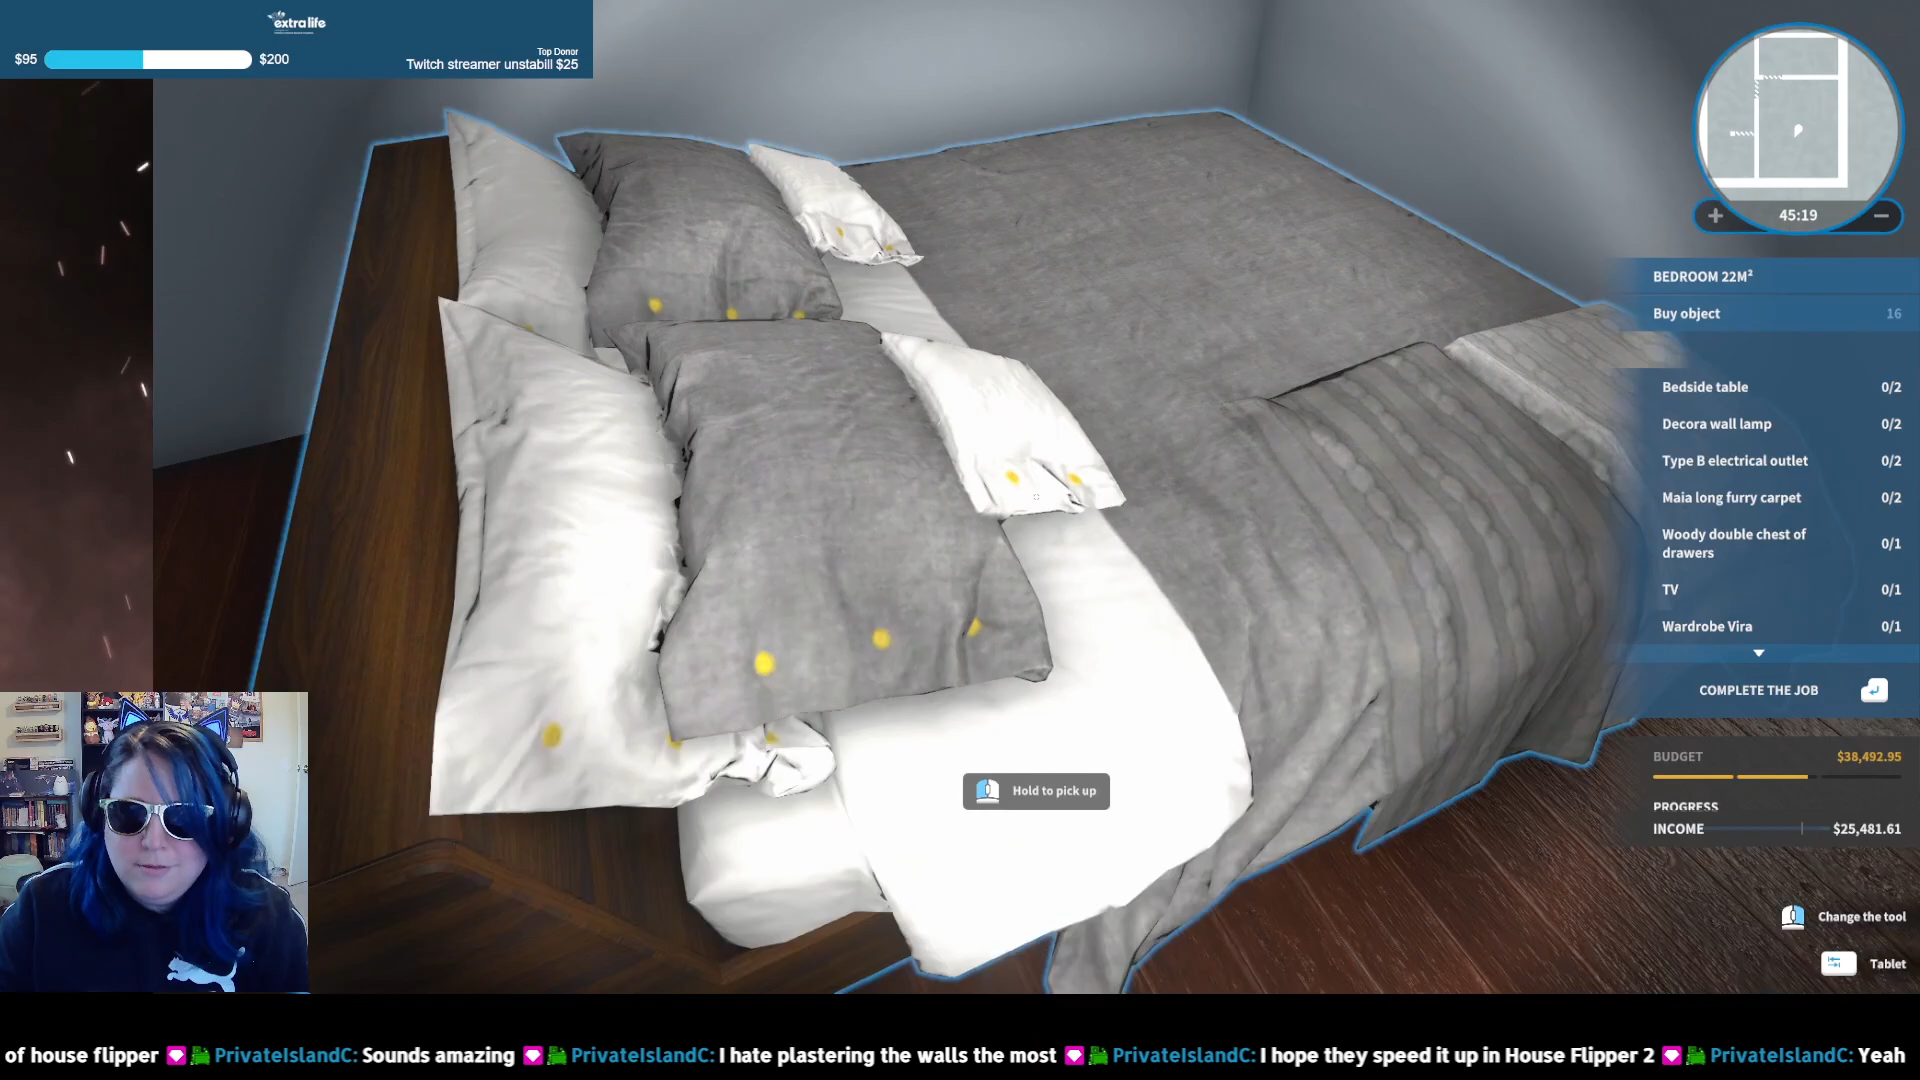 extralife
$95
$200
Top Donor
Twitch streamer unstabill $25
45:19
BEDROOM 22M²
Buy object 16
Bedside table 0/2
Decora wall lamp 0/2
Type B electrical outlet 0/2
Maia long furry carpet 0/2
Woody double chest of
drawers 0/1
TV 0/1
Wardrobe Vira 0/1
COMPLETE THE JOB
BUDGET $38,492.95
PROGRESS
INCOME $25,481.61
Hold to pick up
Change the tool
Tablet
of house flipper PrivateIslandC: Sounds amazing PrivateIslandC: I hate plastering the walls the most PrivateIslandC: I hope they speed it up in House Flipper 2 PrivateIslandC: Yeah